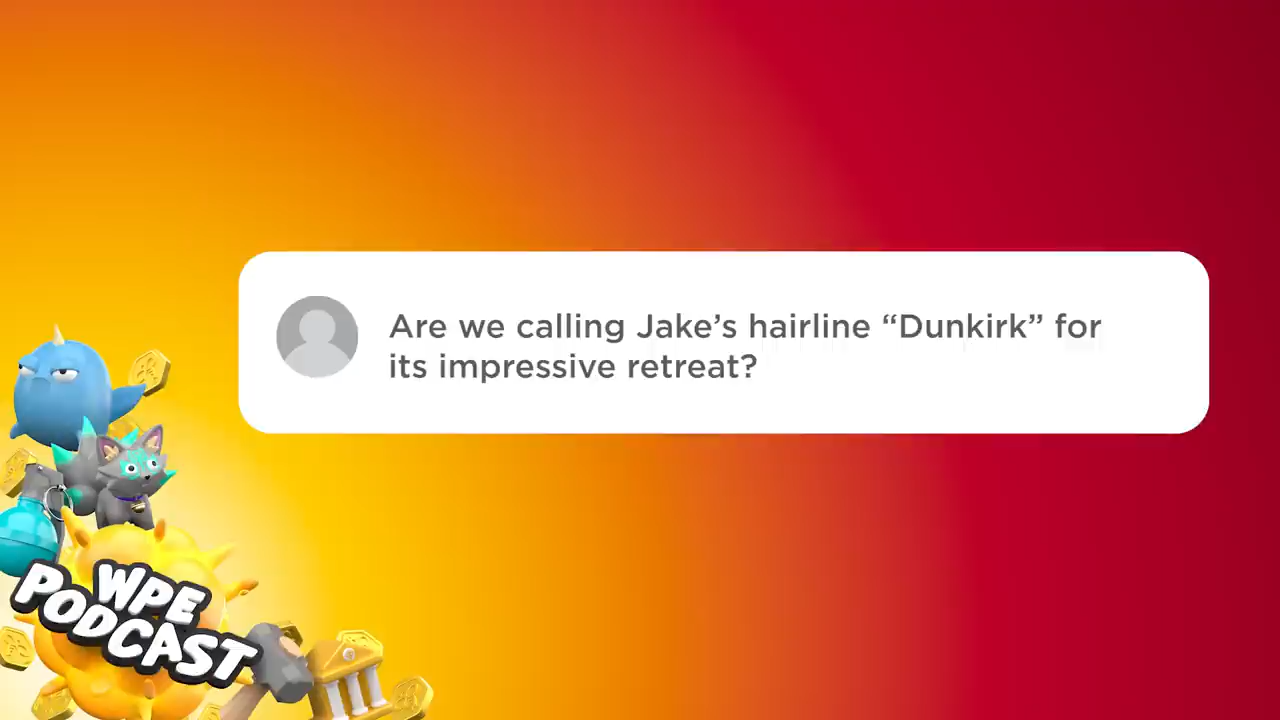 Are we calling Jake’s hairline “Dunkirk” for
its impressive retreat?
WPE
PODCAST